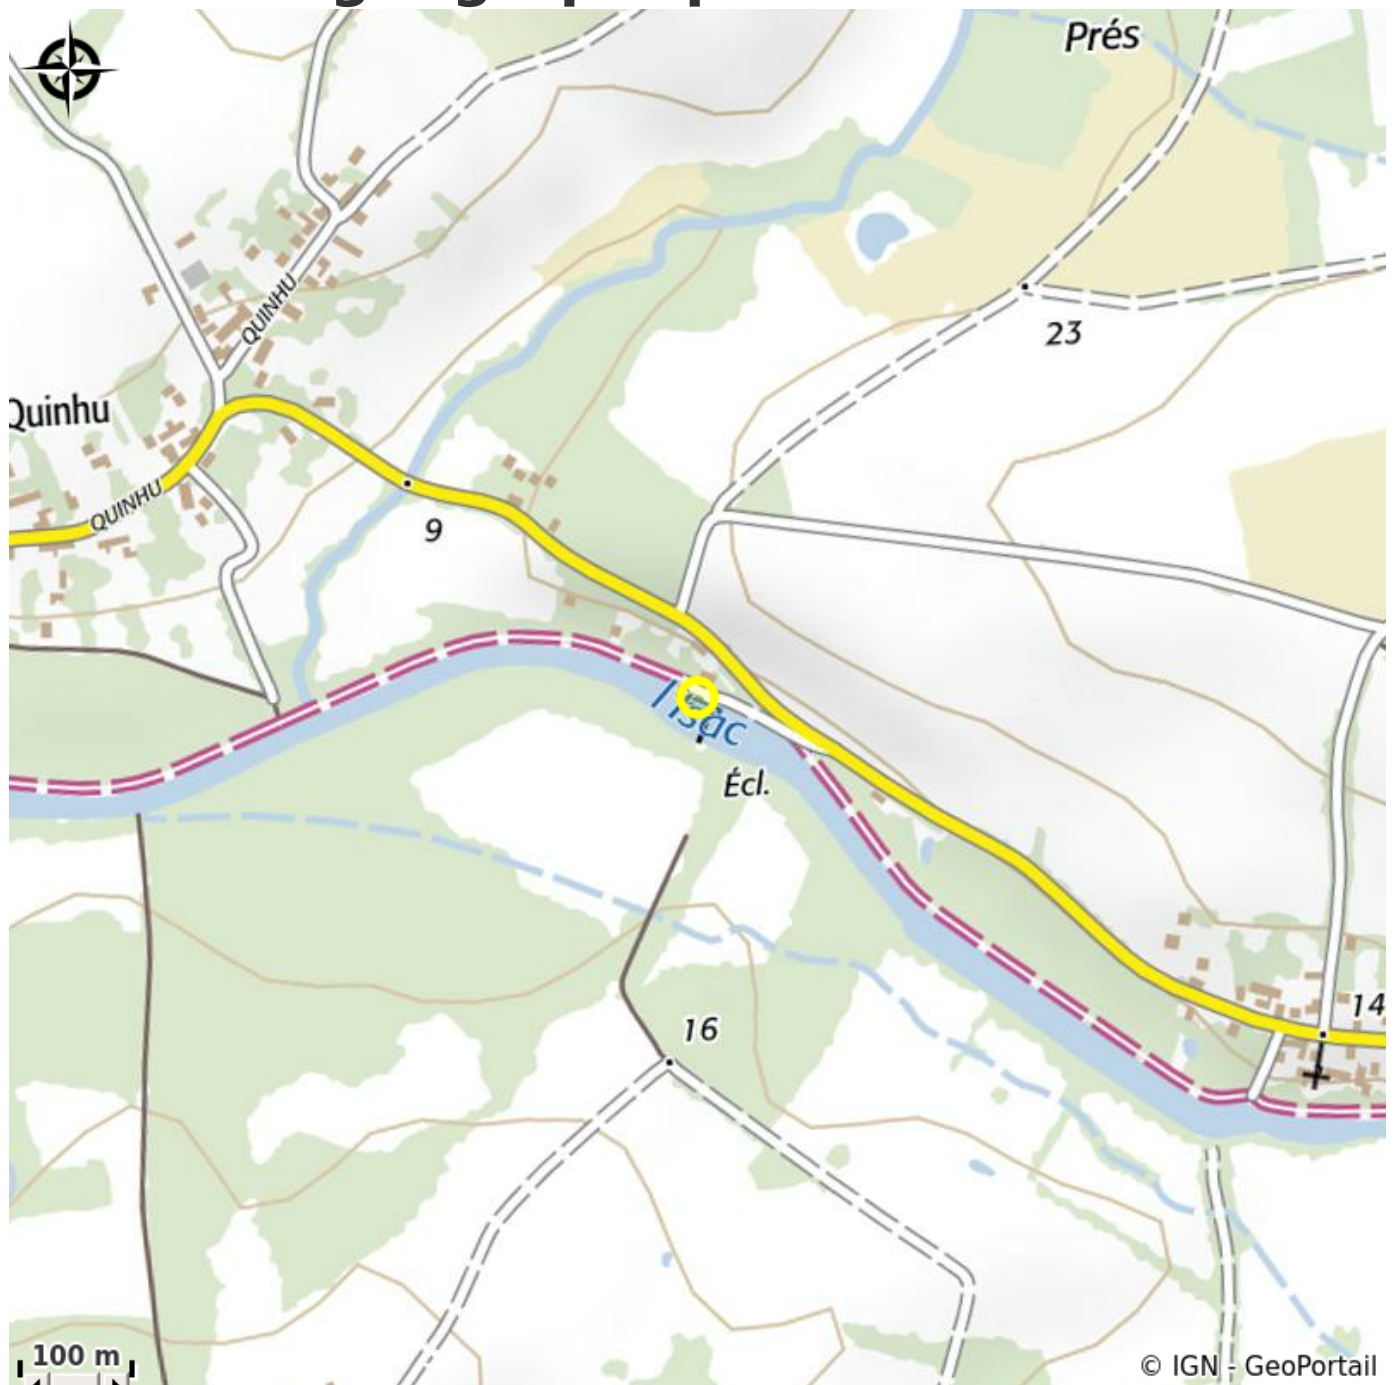 Prés
QUINHU
23
Quinhu
QUINHU
9
l'Isac
Écl.
14
16
100 m
© IGN - GeoPortail